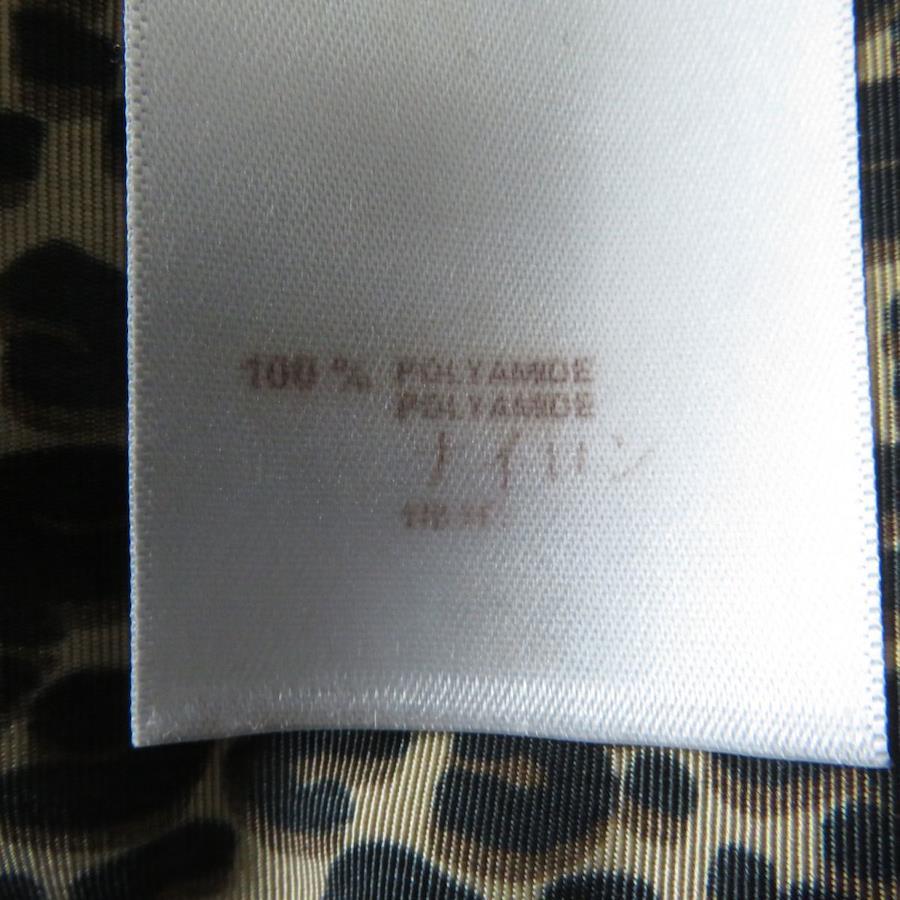 100 % POLYAMIDE
POLYAMIDE
ナイロン